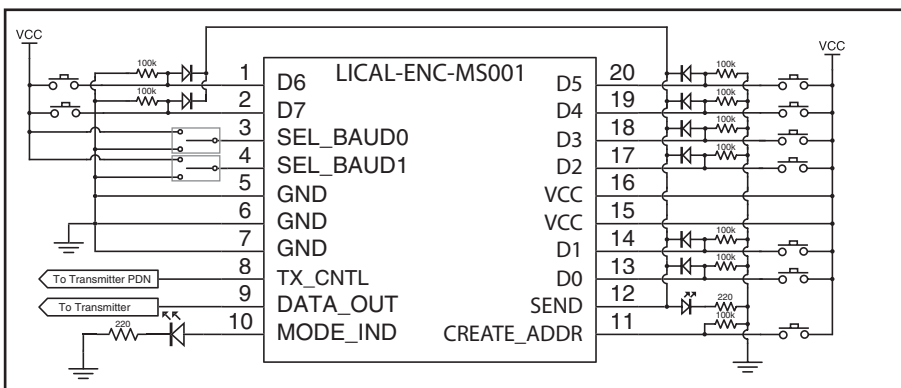 VCC
100k
100k
1
2
3
4
5
6
7
8
9
10
To Transmitter PDN
To Transmitter
220
LICAL-ENC-MS001
D6
D7
SEL_BAUD0
SEL_BAUD1
GND
GND
GND
TX_CNTL
DATA_OUT
MODE_IND
D5
D4
D3
D2
VCC
VCC
D1
D0
SEND
CREATE_ADDR
20
19
18
17
16
15
14
13
12
11
100k
100k
100k
100k
100k
100k
220
100k
VCC